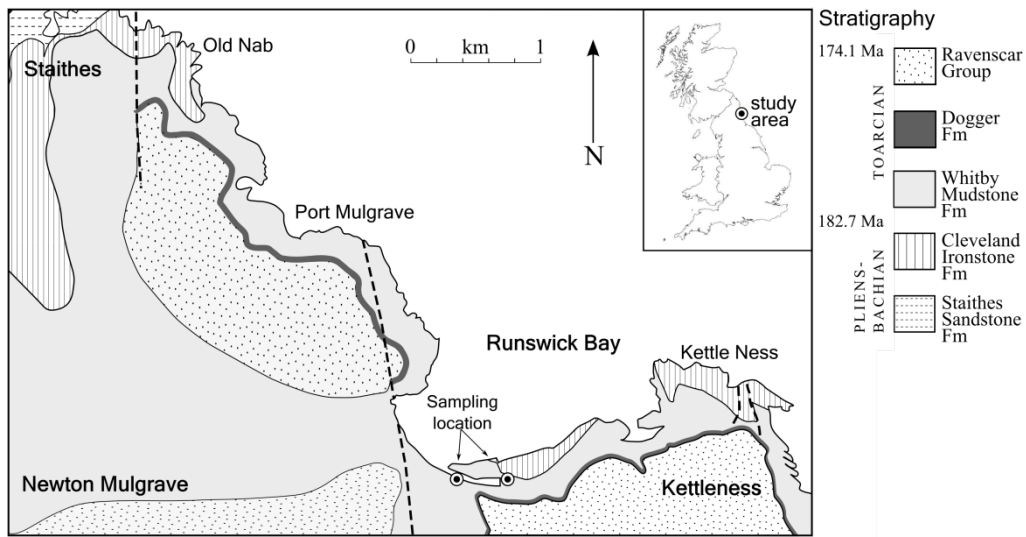 Old Nab
Staithes
0 km 1
N
study
area
Port Mulgrave
Runswick Bay
Kettle Ness
Sampling
location
Newton Mulgrave
Kettleness
Stratigraphy
174.1 Ma
TOARCIAN
182.7 Ma
PLIENS-
BACHIAN
Ravenscar
Group
Dogger
Fm
Whitby
Mudstone
Fm
Cleveland
Ironstone
Fm
Staithes
Sandstone
Fm